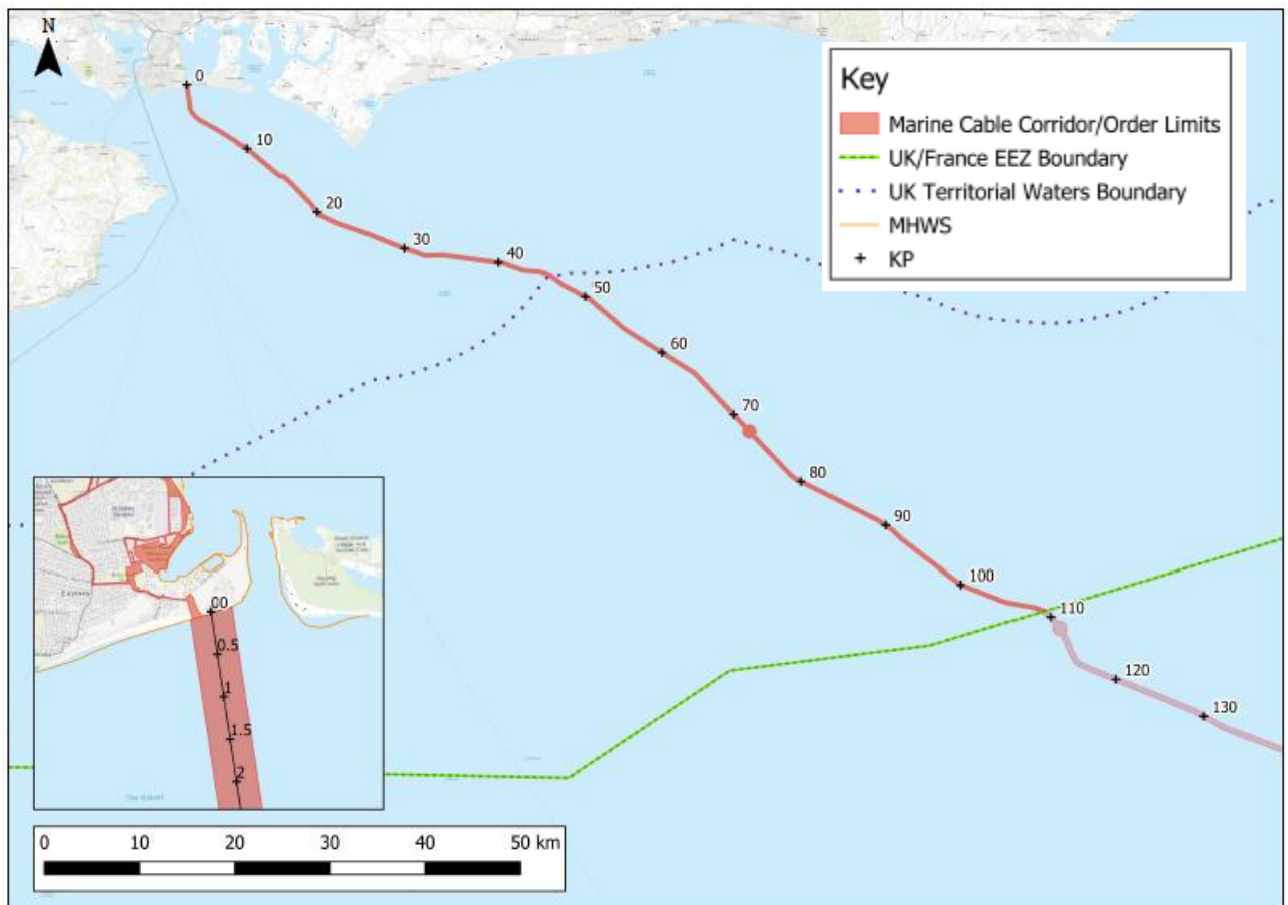 N
0
10
20
30
40
50
60
70
80
90
100
110
120
130
Key
Marine Cable Corridor/Order Limits
UK/France EEZ Boundary
UK Territorial Waters Boundary
MHWS
KP
00
0.5
1
1.5
2
0 10 20 30 40 50 km